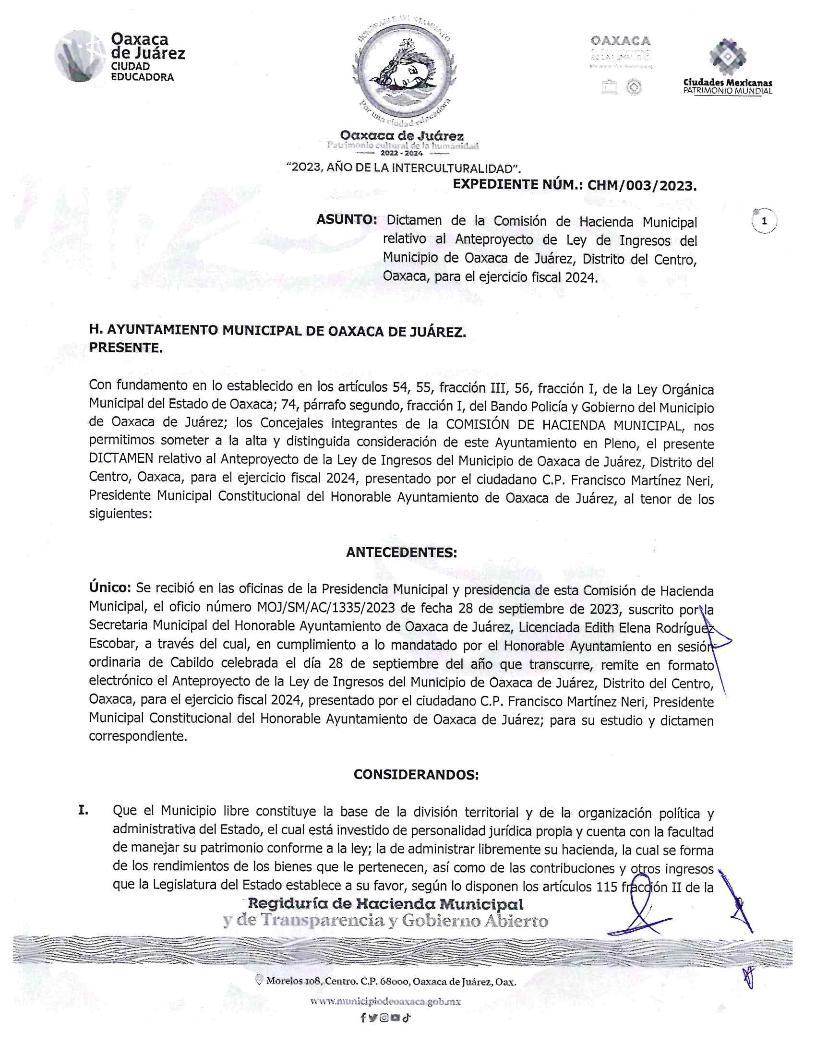 Oaxaca
de Juárez
CIUDAD
EDUCADORA
HONORABLE AYUNTAMIENTO
Por una ciudad educadora
Oaxaca de Juárez
Patrimonio cultural de la humanidad
2022 - 2024
OAXACA
Ciudades Mexicanas
PATRIMONIO MUNDIAL
"2023, AÑO DE LA INTERCULTURALIDAD".
EXPEDIENTE NÚM.: CHM/003/2023.
1
ASUNTO: Dictamen de la Comisión de Hacienda Municipal
relativo al Anteproyecto de Ley de Ingresos del
Municipio de Oaxaca de Juárez, Distrito del Centro,
Oaxaca, para el ejercicio fiscal 2024.
H. AYUNTAMIENTO MUNICIPAL DE OAXACA DE JUÁREZ.
PRESENTE.
Con fundamento en lo establecido en los artículos 54, 55, fracción III, 56, fracción I, de la Ley Orgánica
Municipal del Estado de Oaxaca; 74, párrafo segundo, fracción I, del Bando Policía y Gobierno del Municipio
de Oaxaca de Juárez; los Concejales integrantes de la COMISIÓN DE HACIENDA MUNICIPAL, nos
permitimos someter a la alta y distinguida consideración de este Ayuntamiento en Pleno, el presente
DICTAMEN relativo al Anteproyecto de la Ley de Ingresos del Municipio de Oaxaca de Juárez, Distrito del
Centro, Oaxaca, para el ejercicio fiscal 2024, presentado por el ciudadano C.P. Francisco Martínez Neri,
Presidente Municipal Constitucional del Honorable Ayuntamiento de Oaxaca de Juárez, al tenor de los
siguientes:
ANTECEDENTES:
Único: Se recibió en las oficinas de la Presidencia Municipal y presidencia de esta Comisión de Hacienda
Municipal, el oficio número MOJ/SM/AC/1335/2023 de fecha 28 de septiembre de 2023, suscrito por la
Secretaria Municipal del Honorable Ayuntamiento de Oaxaca de Juárez, Licenciada Edith Elena Rodríguez
Escobar, a través del cual, en cumplimiento a lo mandatado por el Honorable Ayuntamiento en sesión
ordinaria de Cabildo celebrada el día 28 de septiembre del año que transcurre, remite en formato
electrónico el Anteproyecto de la Ley de Ingresos del Municipio de Oaxaca de Juárez, Distrito del Centro,
Oaxaca, para el ejercicio fiscal 2024, presentado por el ciudadano C.P. Francisco Martínez Neri, Presidente
Municipal Constitucional del Honorable Ayuntamiento de Oaxaca de Juárez; para su estudio y dictamen
correspondiente.
CONSIDERANDOS:
I. Que el Municipio libre constituye la base de la división territorial y de la organización política y
administrativa del Estado, el cual está investido de personalidad jurídica propia y cuenta con la facultad
de manejar su patrimonio conforme a la ley; la de administrar libremente su hacienda, la cual se forma
de los rendimientos de los bienes que le pertenecen, así como de las contribuciones y otros ingresos
que la Legislatura del Estado establece a su favor, según lo disponen los artículos 115 fracción II de la
Regiduría de Hacienda Municipal
y de Transparencia y Gobierno Abierto
Morelos 108, Centro. C.P. 68000, Oaxaca de Juárez, Oax.
www.municipiodeoaxaca.gob.mx